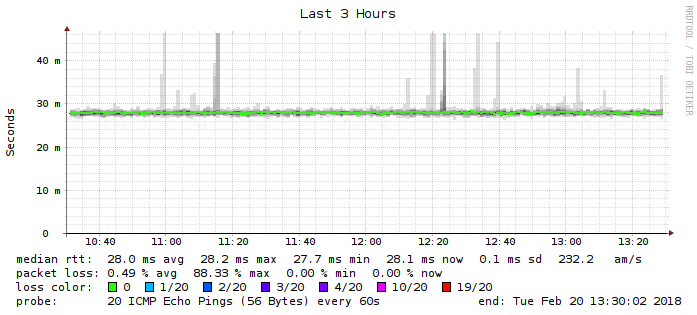 Last 3 Hours
RRDTOOL / TOBI OETIKER
Seconds
40 m
30 m
20 m
10 m
0
10:40 11:00 11:20 11:40 12:00 12:20 12:40 13:00 13:20
median rtt: 28.0 ms avg 28.2 ms max 27.7 ms min 28.1 ms now 0.1 ms sd 232.2 am/s
packet loss: 0.49 % avg 88.33 % max 0.00 % min 0.00 % now
loss color: 0 1/20 2/20 3/20 4/20 10/20 19/20
probe: 20 ICMP Echo Pings (56 Bytes) every 60s end: Tue Feb 20 13:30:02 2018